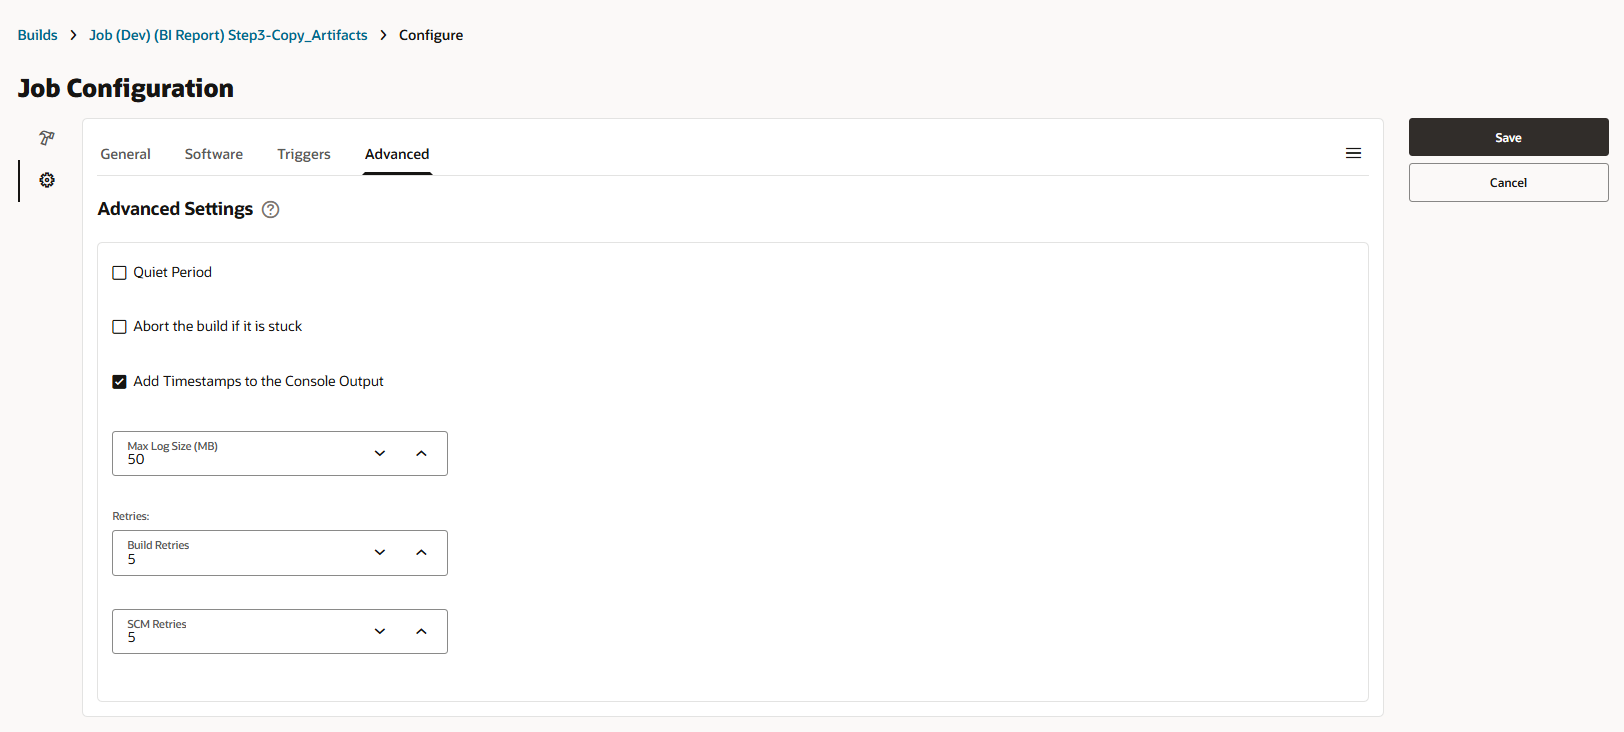 Builds > Job (Dev) (BI Report) Step3-Copy_Artifacts > Configure
Job Configuration
General Software Triggers Advanced
Save
Cancel
Advanced Settings ?
Quiet Period
Abort the build if it is stuck
Add Timestamps to the Console Output
Max Log Size (MB)
50
Retries:
Build Retries
5
SCM Retries
5